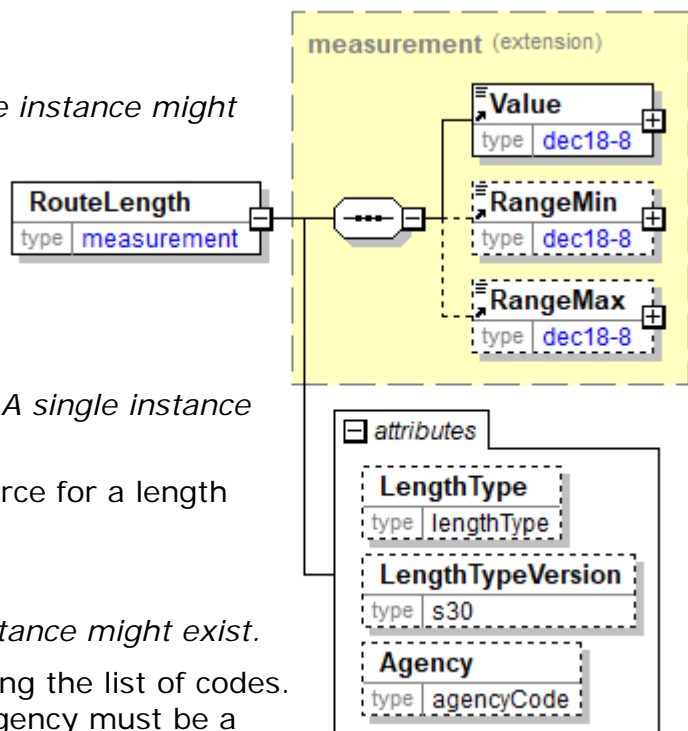 measurement (extension)
e instance might
Value
type dec18-8
RouteLength
type measurement
RangeMin
type dec18-8
RangeMax
type dec18-8
A single instance
attributes
rce for a length
LengthType
type lengthType
LengthTypeVersion
type s30
tance might exist.
ng the list of codes.
Agency
type agencyCode
gency must be a